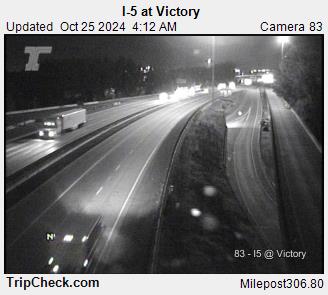 I-5 at Victory
Updated Oct 25 2024 4:12 AM Camera 83
T
N
83 - I5 @ Victory
TripCheck.com Milepost306.80